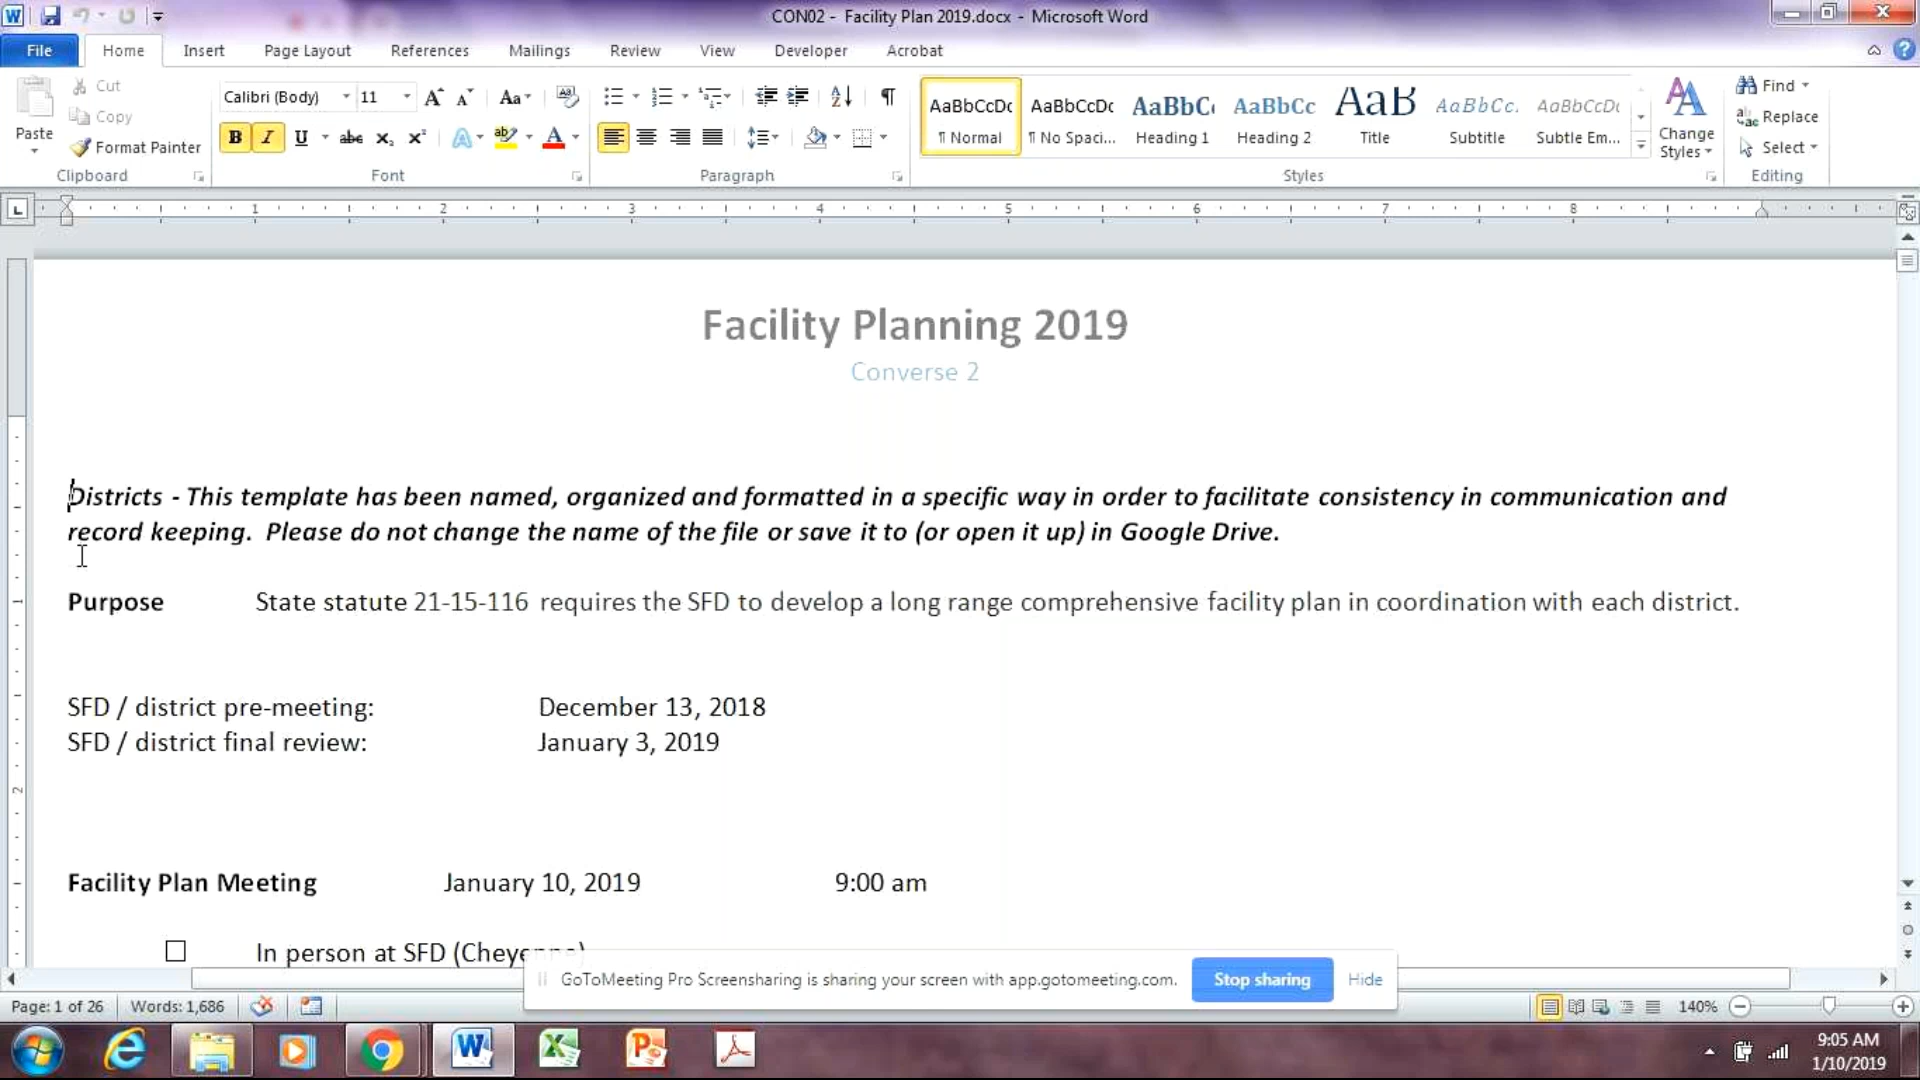 CON02 - Facility Plan 2019.docx - Microsoft Word
File Home Insert Page Layout References Mailings Review View Developer Acrobat
Paste
Cut
Copy
Format Painter
Clipboard
Calibri (Body) 11
Font
Paragraph
AaBbCcDc AaBbCcDc AaBbC AaBbCc AaB AaBbCc. AaBbCcDc
¶ Normal ¶ No Spaci... Heading 1 Heading 2 Title Subtitle Subtle Em...
Change
Styles
Styles
Find
Replace
Select
Editing
1 2 3 4 5 6 7 8
Facility Planning 2019
Converse 2
Districts - This template has been named, organized and formatted in a specific way in order to facilitate consistency in communication and
record keeping. Please do not change the name of the file or save it to (or open it up) in Google Drive.
Purpose State statute 21-15-116 requires the SFD to develop a long range comprehensive facility plan in coordination with each district.
SFD / district pre-meeting: December 13, 2018
SFD / district final review: January 3, 2019
Facility Plan Meeting January 10, 2019 9:00 am
In person at SFD (Cheyenne)
GoToMeeting Pro Screensharing is sharing your screen with app.gotomeeting.com. Stop sharing Hide
Page: 1 of 26 Words: 1,686 140%
9:05 AM
1/10/2019